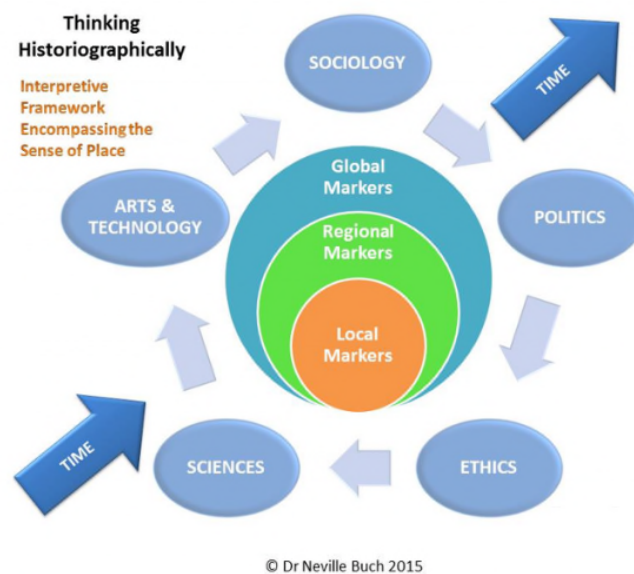 Thinking
Historiographically
Interpretive
Framework
Encompassing the
Sense of Place
SOCIOLOGY
TIME
Global
Markers
ARTS &
TECHNOLOGY
Regional
Markers
POLITICS
Local
Markers
TIME
SCIENCES
ETHICS
© Dr Neville Buch 2015